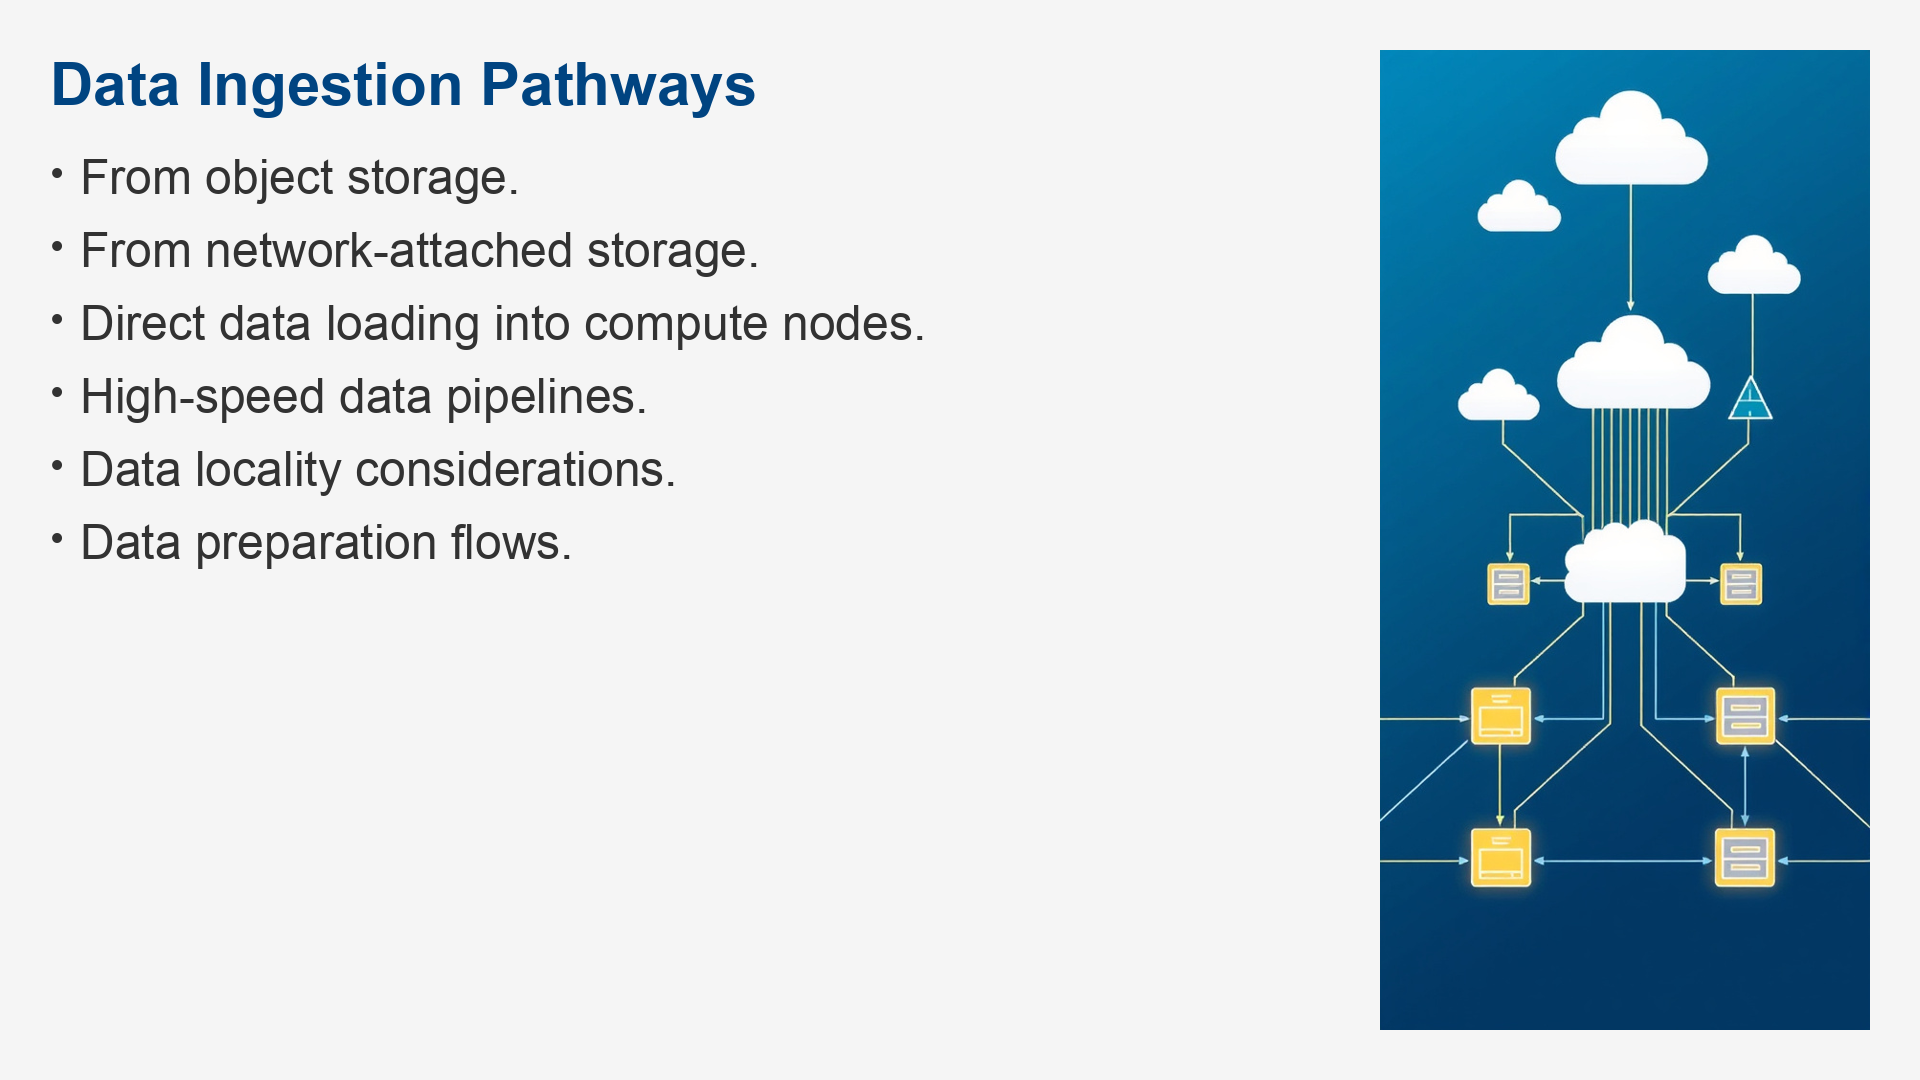 Data Ingestion Pathways
• From object storage.
• From network-attached storage.
• Direct data loading into compute nodes.
• High-speed data pipelines.
• Data locality considerations.
• Data preparation flows.